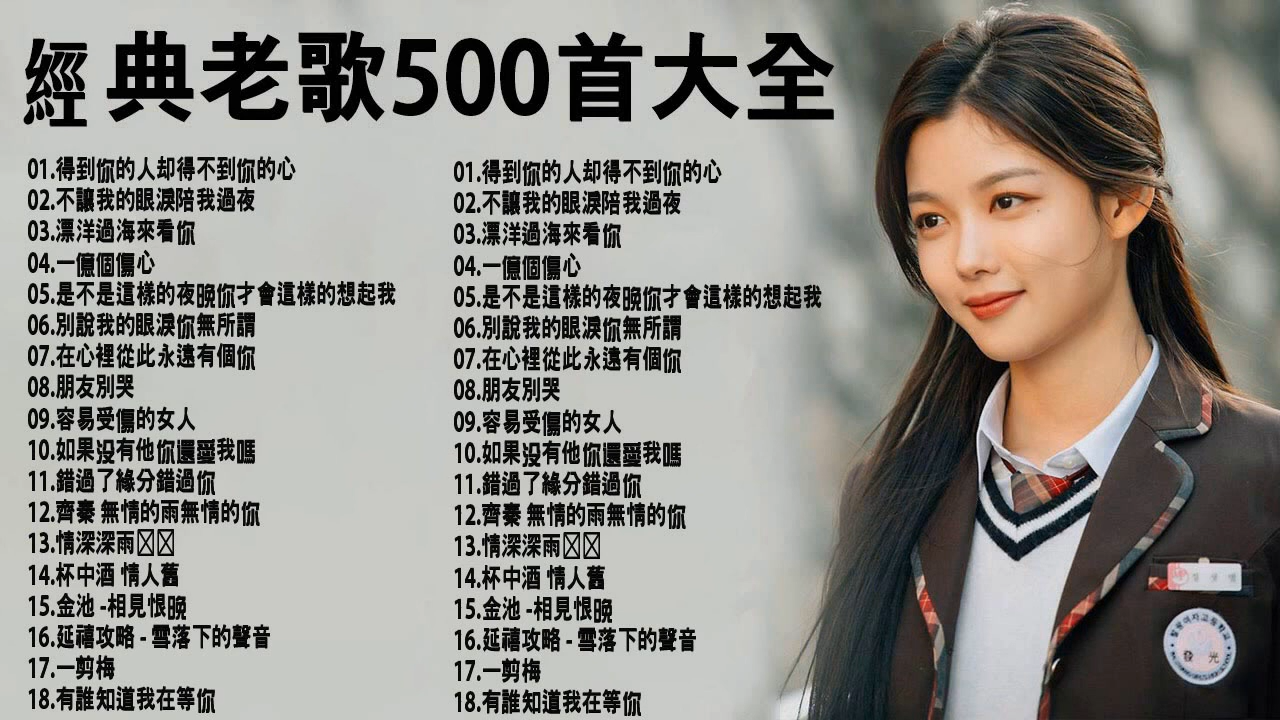 經典老歌500首大全
01.得到你的人却得不到你的心
02.不讓我的眼淚陪我過夜
03.漂洋過海來看你
04.一億個傷心
05.是不是這樣的夜晚你才會這樣的想起我
06.別說我的眼淚你無所謂
07.在心裡從此永遠有個你
08.朋友別哭
09.容易受傷的女人
10.如果没有他你還愛我嗎
11.錯過了緣分錯過你
12.齊秦 無情的雨無情的你
13.情深深雨
14.杯中酒 情人舊
15.金池 -相見恨晚
16.延禧攻略 - 雪落下的聲音
17.一剪梅
18.有誰知道我在等你
01.得到你的人却得不到你的心
02.不讓我的眼淚陪我過夜
03.漂洋過海來看你
04.一億個傷心
05.是不是這樣的夜晚你才會這樣的想起我
06.別說我的眼淚你無所謂
07.在心裡從此永遠有個你
08.朋友別哭
09.容易受傷的女人
10.如果没有他你還愛我嗎
11.錯過了緣分錯過你
12.齊秦 無情的雨無情的你
13.情深深雨
14.杯中酒 情人舊
15.金池 -相見恨晚
16.延禧攻略 - 雪落下的聲音
17.一剪梅
18.有誰知道我在等你
發 光